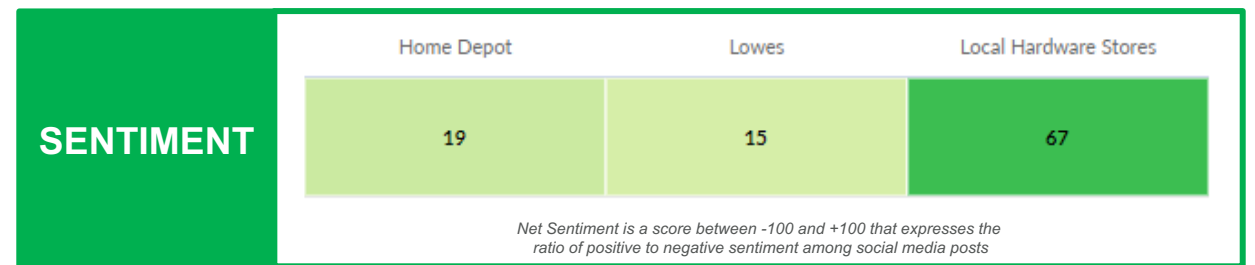 SENTIMENT
Home Depot
Lowes
Local Hardware Stores
19
15
67
Net Sentiment is a score between -100 and +100 that expresses the
ratio of positive to negative sentiment among social media posts